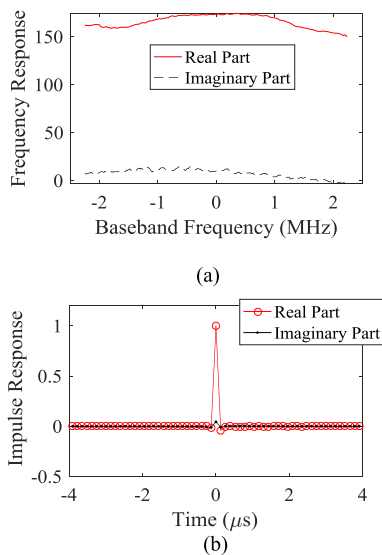 150
100
50
0
Frequency Response
Real Part
Imaginary Part
-2
-1
0
1
2
Baseband Frequency (MHz)
(a)
1
0.5
0
-0.5
Impulse Response
Real Part
Imaginary Part
-4
-2
0
2
4
Time (μs)
(b)